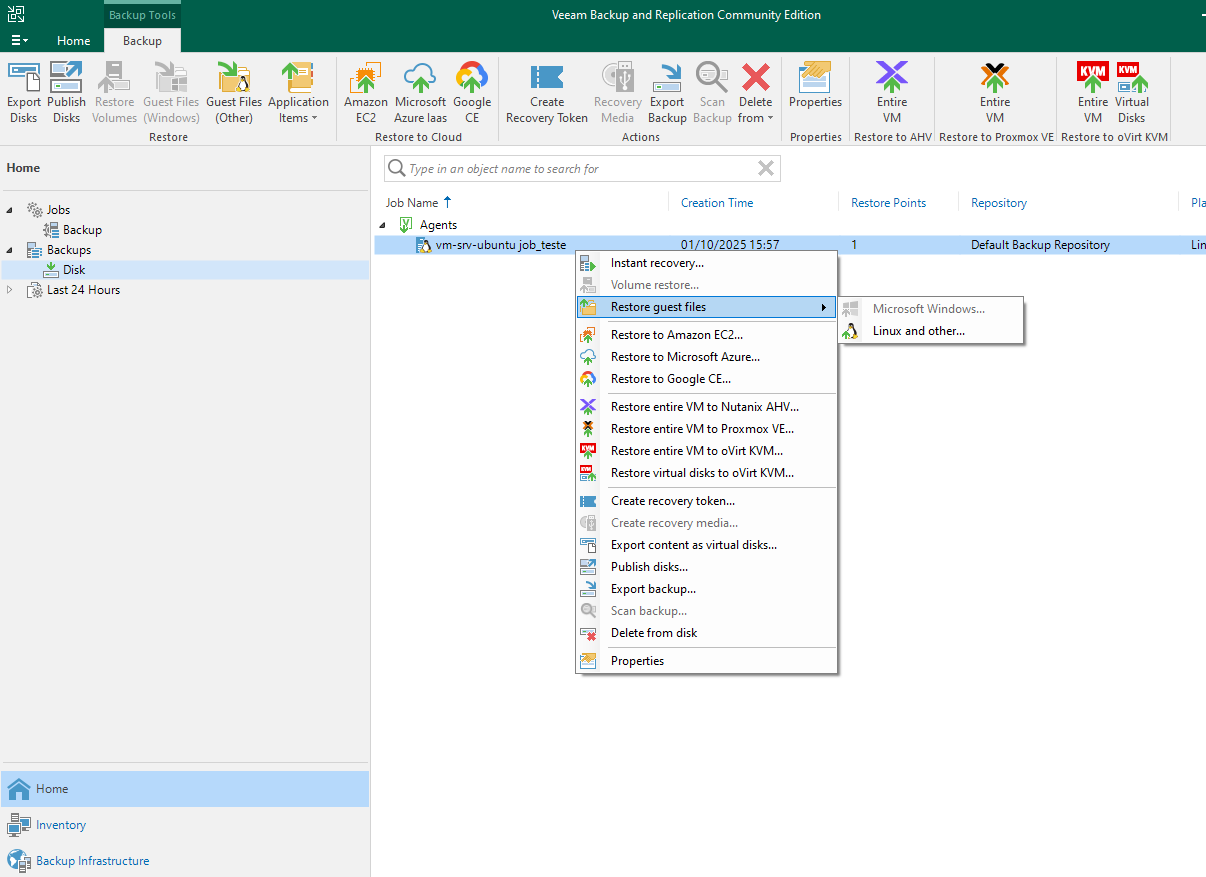 Backup Tools
Veeam Backup and Replication Community Edition
Home
Backup
Export Disks
Publish Disks
Restore Volumes
Guest Files (Windows)
Guest Files (Other)
Application Items
Amazon EC2
Microsoft Azure Iaas
Google CE
Create Recovery Token
Recovery Media
Export Backup
Scan Backup
Delete from
Properties
Entire VM
Entire VM
KVM
Entire VM
KVM
Virtual Disks
Restore
Restore to Cloud
Actions
Properties
Restore to AHV
Restore to Proxmox VE
Restore to oVirt KVM
Home
Jobs
Backup
Backups
Disk
Last 24 Hours
Type in an object name to search for
Job Name
Creation Time
Restore Points
Repository
Pla
Agents
vm-srv-ubuntu job_teste
01/10/2025 15:57
1
Default Backup Repository
Lin
Instant recovery...
Volume restore...
Restore guest files
Microsoft Windows...
Linux and other...
Restore to Amazon EC2...
Restore to Microsoft Azure...
Restore to Google CE...
Restore entire VM to Nutanix AHV...
Restore entire VM to Proxmox VE...
Restore entire VM to oVirt KVM...
Restore virtual disks to oVirt KVM...
Create recovery token...
Create recovery media...
Export content as virtual disks...
Publish disks...
Export backup...
Scan backup...
Delete from disk
Properties
Home
Inventory
Backup Infrastructure